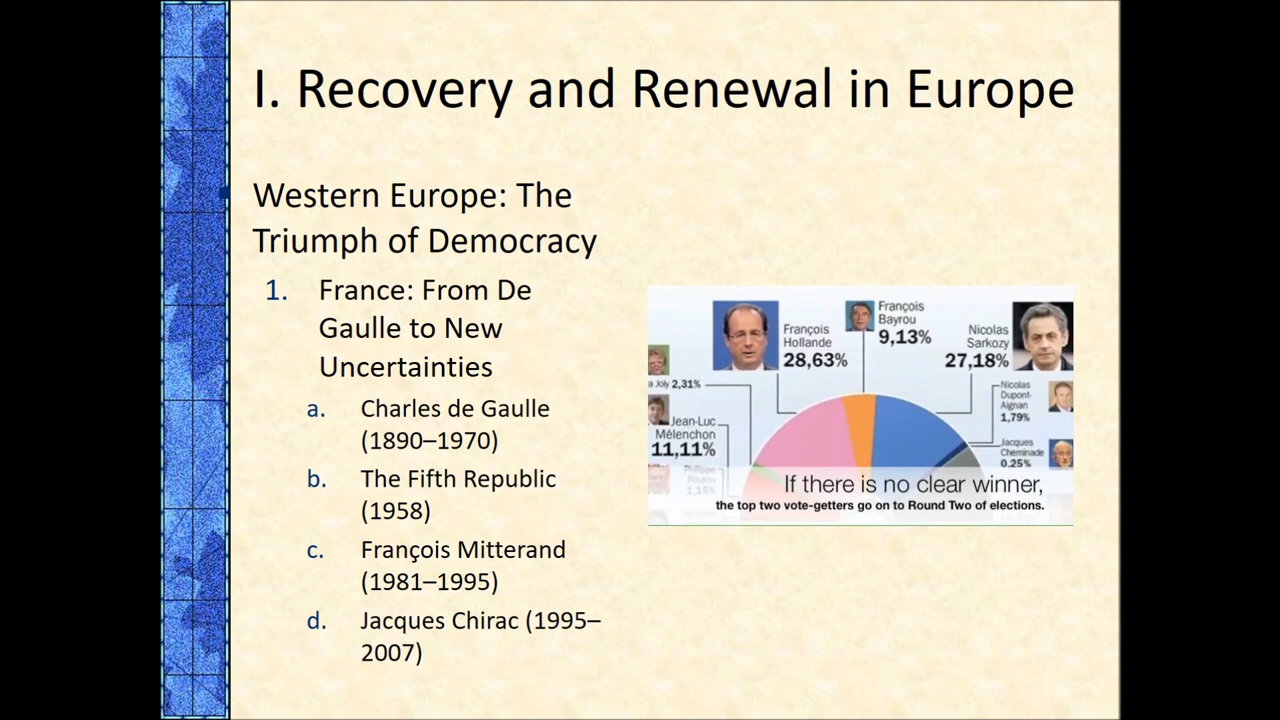 I. Recovery and Renewal in Europe
Western Europe: The
Triumph of Democracy
1. France: From De
Gaulle to New
Uncertainties
a. Charles de Gaulle
(1890–1970)
b. The Fifth Republic
(1958)
c. François Mitterand
(1981–1995)
d. Jacques Chirac (1995–
2007)
François
Hollande
28,63%
François
Bayrou
9,13%
Nicolas
Sarkozy
27,18%
a Joly 2,31%
Jean-Luc
Mélenchon
11,11%
Philippe
Poutou
1,15%
Nicolas
Dupont-
Aignan
1,79%
Jacques
Cheminade
0.25%
If there is no clear winner,
the top two vote-getters go on to Round Two of elections.